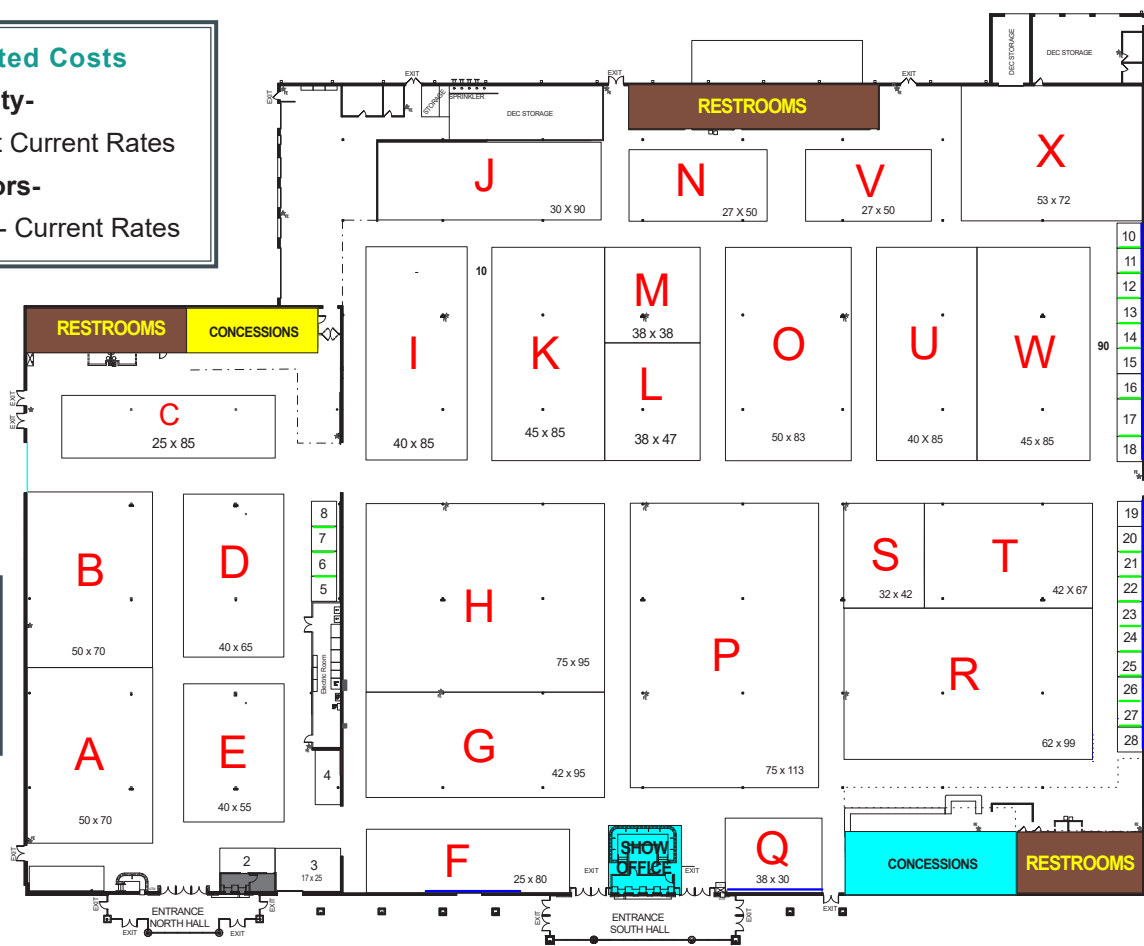 ted Costs
ty-
t Current Rates
ors-
- Current Rates
DEC STORAGE
DEC STORAGE
EXIT
EXIT
EXIT
EXIT
STORAGE
SPRINKLER
DEC STORAGE
RESTROOMS
J
30 X 90
N
27 X 50
V
27 x 50
X
53 x 72
10
11
12
13
14
15
16
17
18
RESTROOMS
CONCESSIONS
I
40 x 85
10
K
45 x 85
M
38 x 38
L
38 x 47
O
50 x 83
U
40 X 85
W
45 x 85
90
EXIT
EXIT
C
25 x 85
B
50 x 70
D
40 x 65
8
7
6
5
Electric Room
4
H
75 x 95
P
75 x 113
S
32 x 42
T
42 X 67
R
62 x 99
19
20
21
22
23
24
25
26
27
28
A
50 x 70
E
40 x 55
G
42 x 95
EXIT
2
3
17 x 25
F
25 x 80
SHOW
OFFICE
Q
38 x 30
CONCESSIONS
RESTROOMS
EXIT
EXIT
ENTRANCE
NORTH HALL
EXIT
EXIT
EXIT
EXIT
EXIT
ENTRANCE
SOUTH HALL
EXIT
EXIT
EXIT